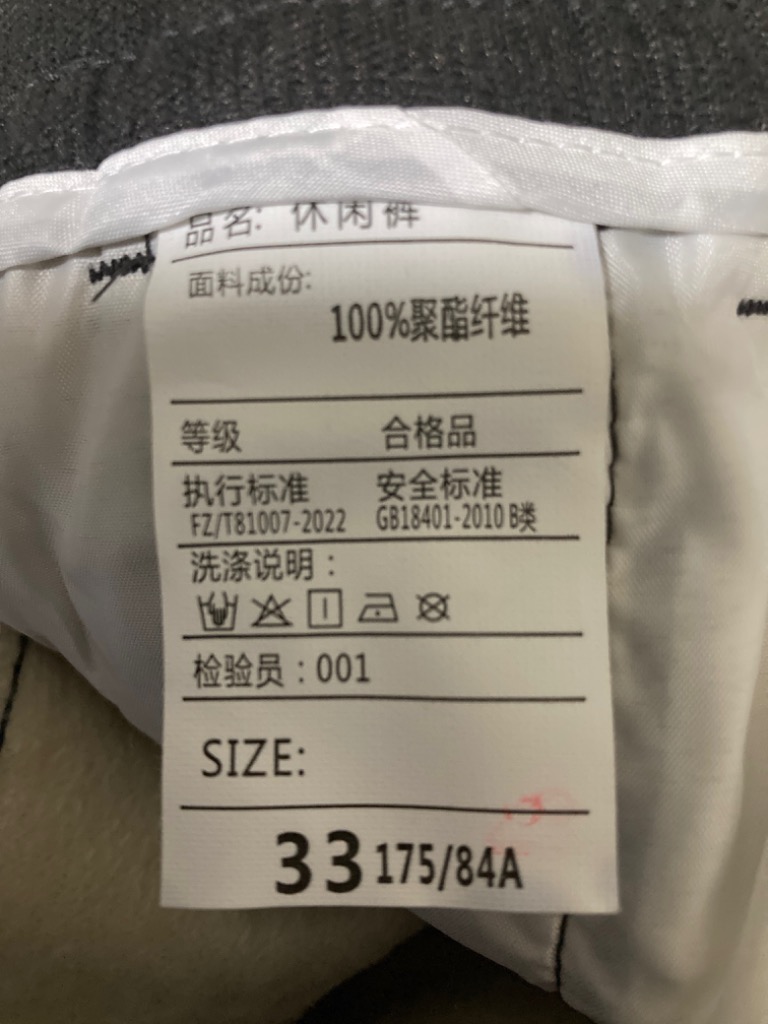 品名: 休闲裤
面料成份:
100%聚酯纤维
等级 合格品
执行标准 安全标准
FZ/T81007-2022 GB18401-2010 B类
洗涤说明：
检验员：001
SIZE:
33 175/84A